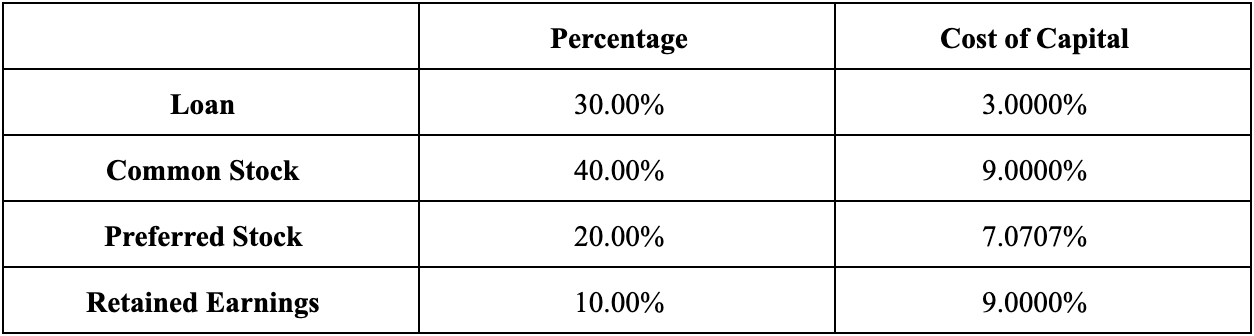 Percentage Cost of Capital
Loan 30.00% 3.0000%
Common Stock 40.00% 9.0000%
Preferred Stock 20.00% 7.0707%
Retained Earnings 10.00% 9.0000%